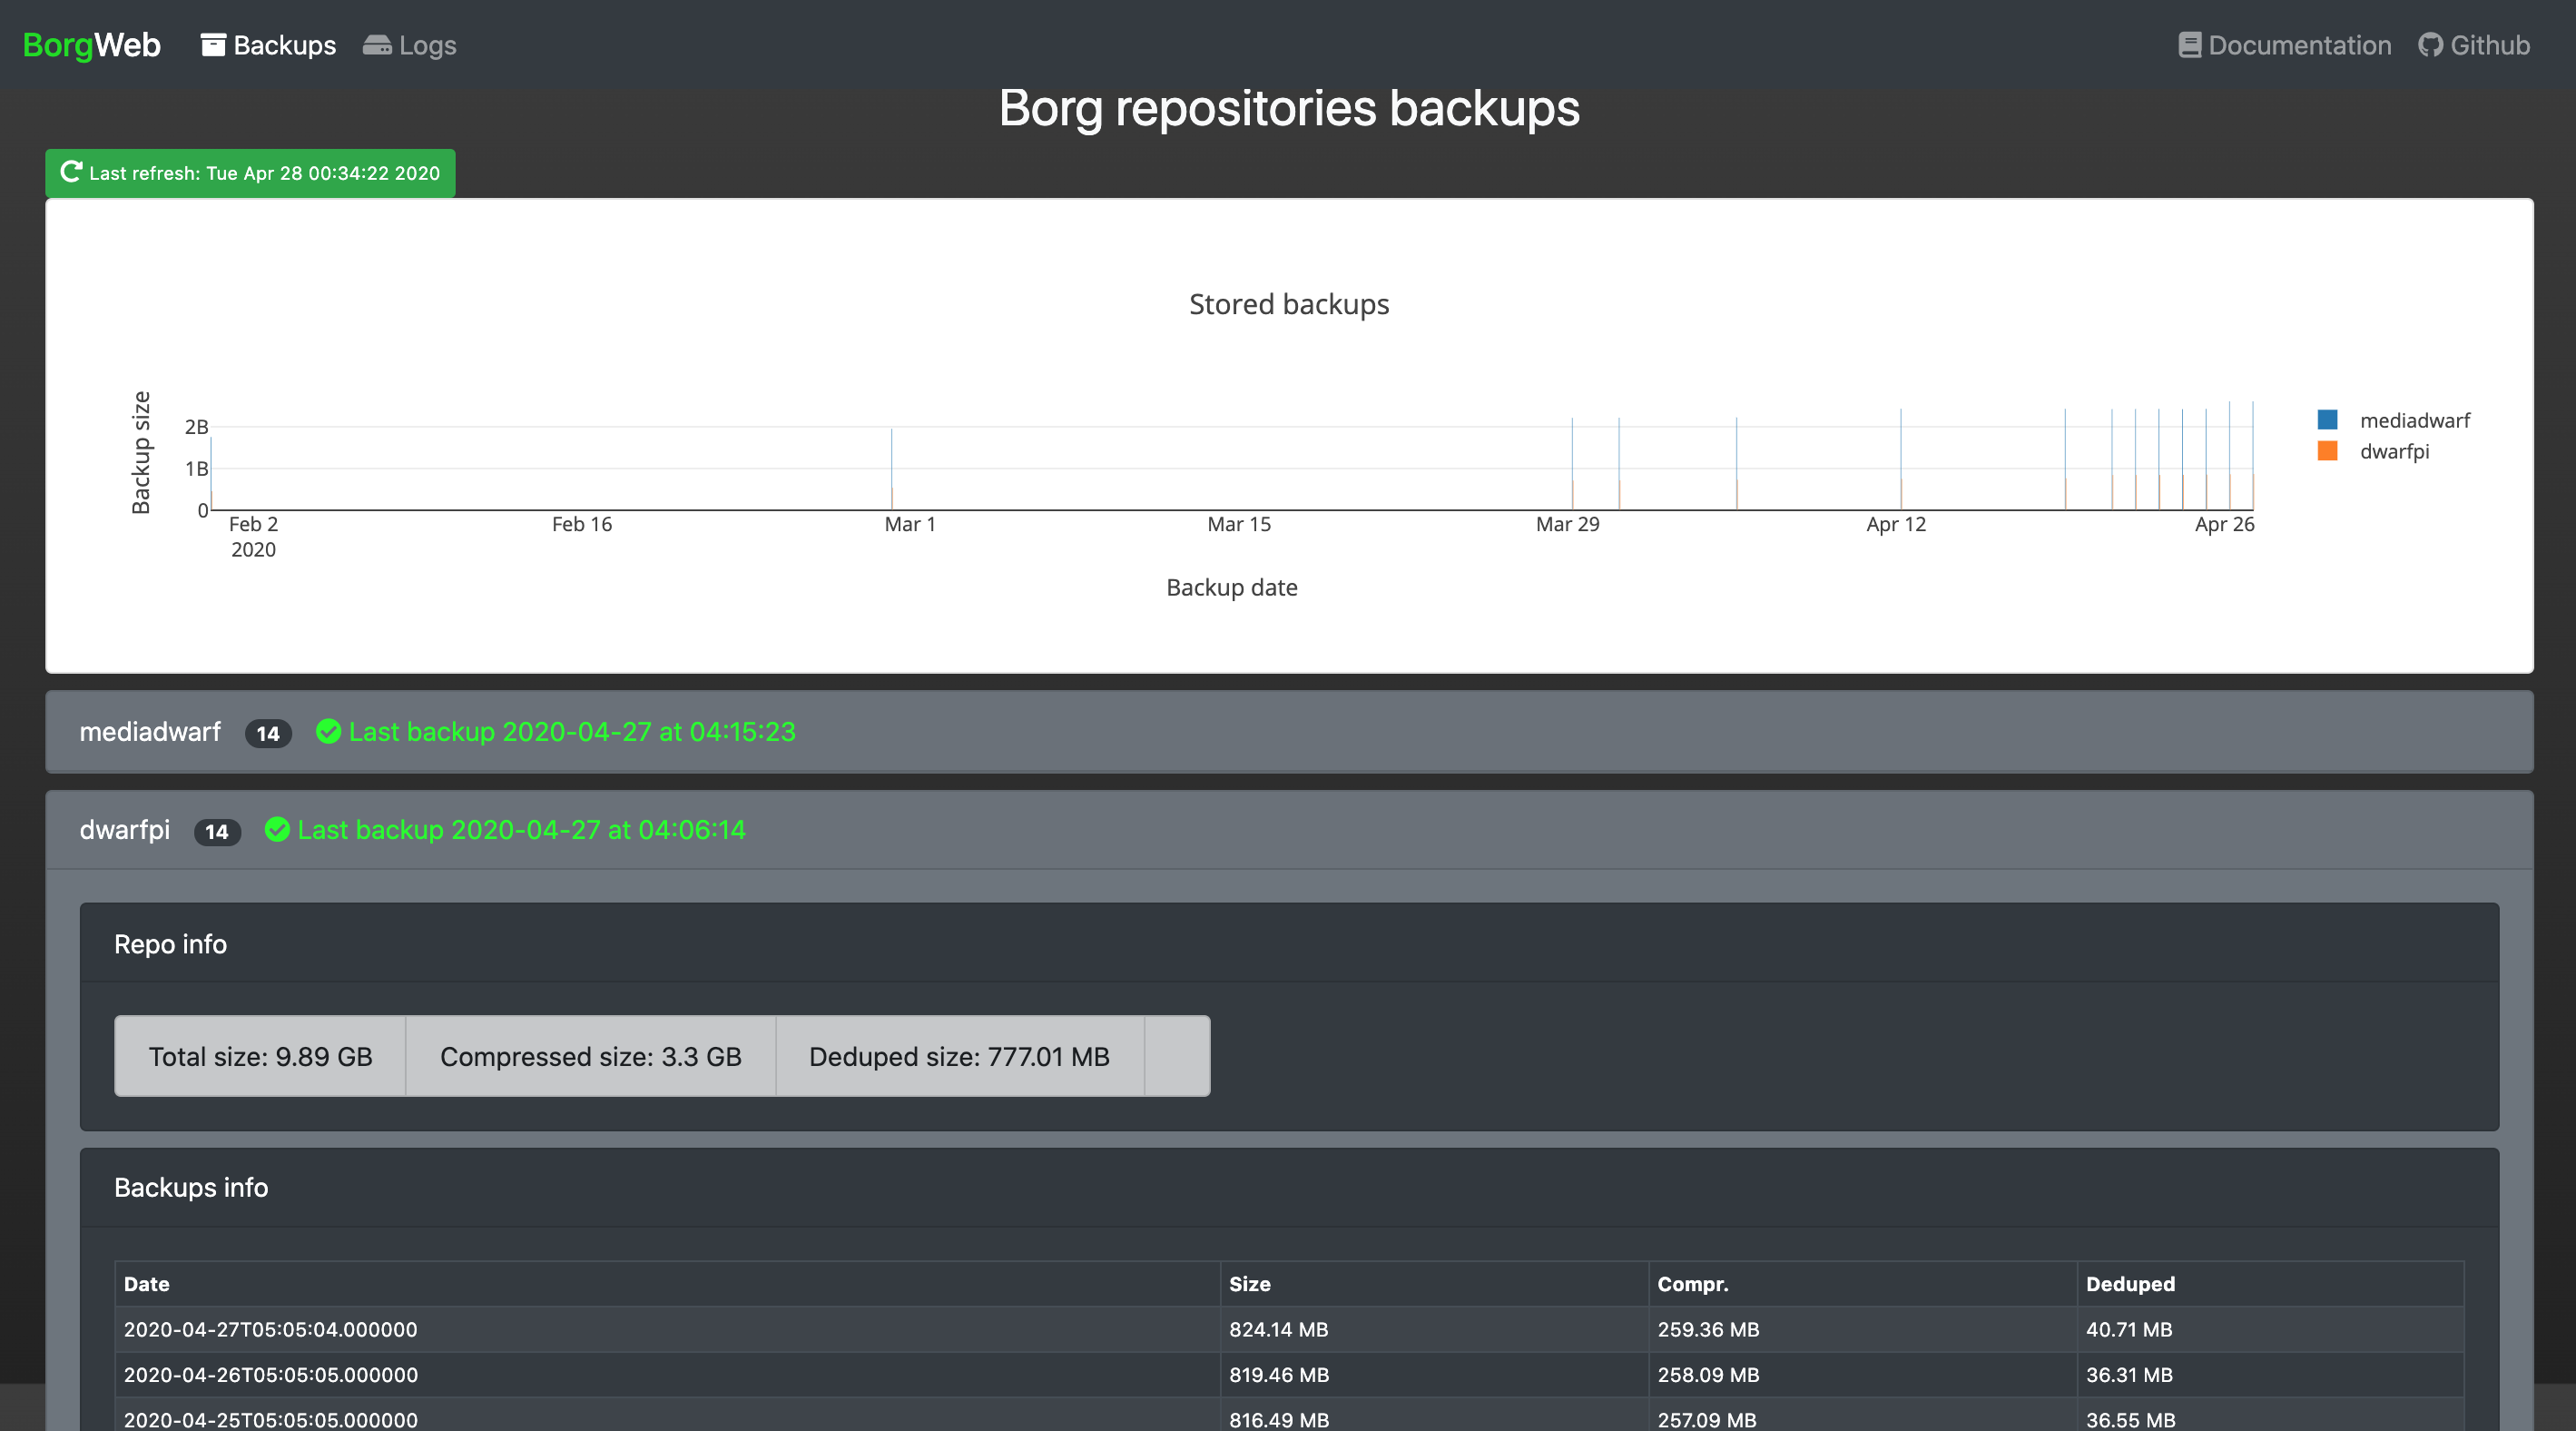 BorgWeb Backups Logs Documentation Github
Borg repositories backups
Last refresh: Tue Apr 28 00:34:22 2020
Stored backups
Backup size
2B
1B
0
Feb 2 Feb 16 Mar 1 Mar 15 Mar 29 Apr 12 Apr 26
2020
Backup date
mediadwarf
dwarfpi
mediadwarf 14 Last backup 2020-04-27 at 04:15:23
dwarfpi 14 Last backup 2020-04-27 at 04:06:14
Repo info
Total size: 9.89 GB Compressed size: 3.3 GB Deduped size: 777.01 MB
Backups info
Date Size Compr. Deduped
2020-04-27T05:05:04.000000 824.14 MB 259.36 MB 40.71 MB
2020-04-26T05:05:05.000000 819.46 MB 258.09 MB 36.31 MB
2020-04-25T05:05:05.000000 816.49 MB 257.09 MB 36.55 MB